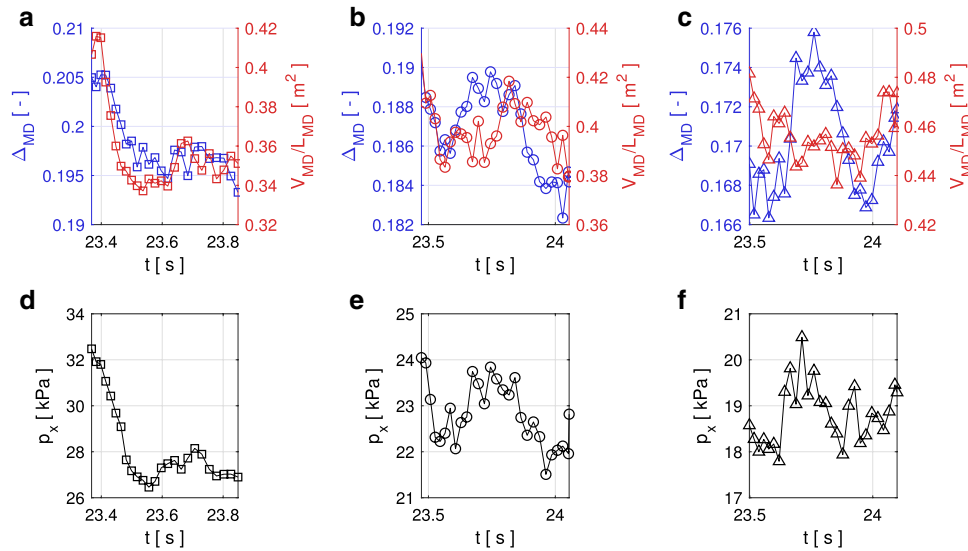 a
b
c
0.21
0.205
0.2
0.195
0.19
Δ_MD [ - ]
0.42
0.4
0.38
0.36
0.34
0.32
V_MD/L_MD [ m²]
23.4
23.6
23.8
t [ s ]
0.192
0.19
0.188
0.186
0.184
0.182
Δ_MD [ - ]
0.44
0.42
0.4
0.38
0.36
V_MD/L_MD [ m²]
23.5
24
t [ s ]
0.176
0.174
0.172
0.17
0.168
0.166
Δ_MD [ - ]
0.5
0.48
0.46
0.44
0.42
V_MD/L_MD [ m²]
23.5
24
t [ s ]
d
e
f
34
32
30
28
26
p_x [ kPa]
23.4
23.6
23.8
t [ s ]
25
24
23
22
21
p_x [ kPa]
23.5
24
t [ s ]
21
20
19
18
17
p_x [ kPa]
23.5
24
t [ s ]